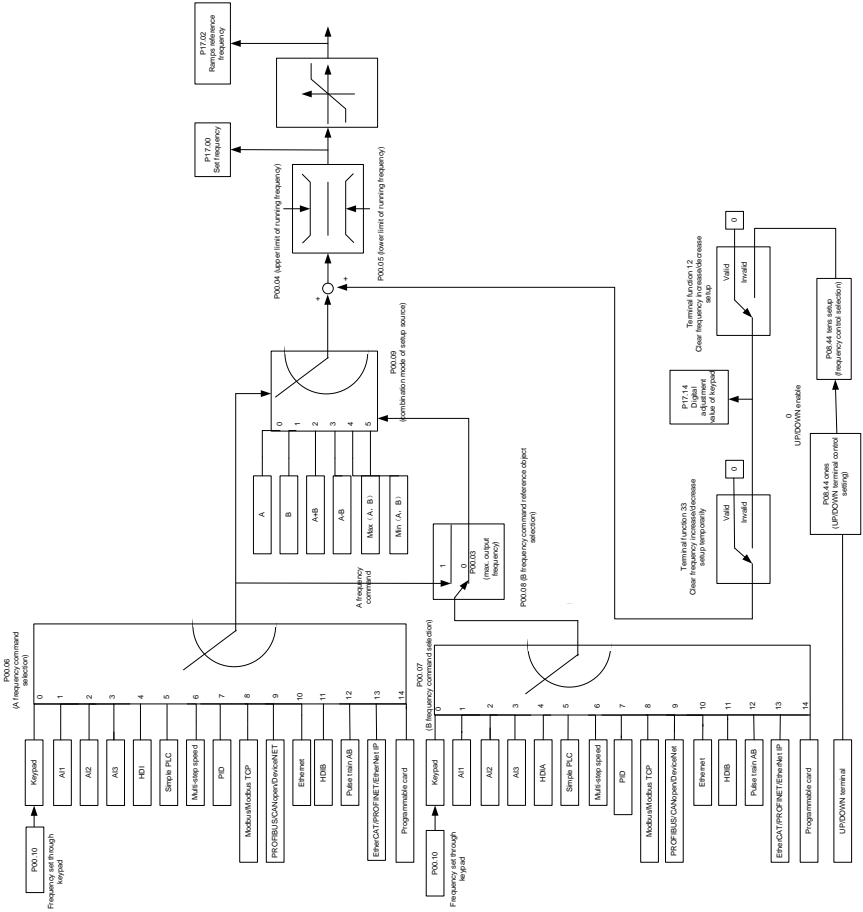 P17.02
Ramps reference
frequency
P17.00
Set frequency
P00.04 (upper limit of running frequency)
P00.05 (lower limit of running frequency)
+
+
P00.09
(combination mode of setup source)
0
1
2
3
4
5
A
B
A+B
A-B
Max（A，B）
Min（A，B）
A frequency
command
1
0
P00.03
(max. output
frequency)
P00.08 (B frequency command reference object
selection)
P00.06
(A frequency command
selection)
0
1
2
3
4
5
6
7
8
9
10
11
12
13
14
Keypad
AI1
AI2
AI3
HDI
Simple PLC
Multi-step speed
PID
Modbus/Modbus TCP
PROFIBUS/CANopen/DeviceNET
Ethernet
HDIB
Pulse train AB
EtherCAT/PROFINET/EtherNet IP
Programmable card
P00.10
Frequency set through
keypad
P00.07
(B frequency command selection)
0
1
2
3
4
5
6
7
8
9
10
11
12
13
14
Keypad
AI1
AI2
AI3
HDIA
Simple PLC
Multi-step speed
PID
Modbus/Modbus TCP
PROFIBUS/CANopen/DeviceNet
Ethernet
HDIB
Pulse train AB
EtherCAT/PROFINET/EtherNet IP
Programmable card
P00.10
Frequency set through
keypad
UP/DOWN terminal
Terminal function 33
Clear frequency increase/decrease
setup temporarily
Valid
Invalid
0
P17.14
Digital
adjustment
value of keypad
Terminal function 12
Clear frequency increase/decrease
setup
Valid
Invalid
0
0
UP/DOWN enable
P08.44 ones
(UP/DOWN terminal control
setting)
P08.44 tens setup
(frequency control selection)